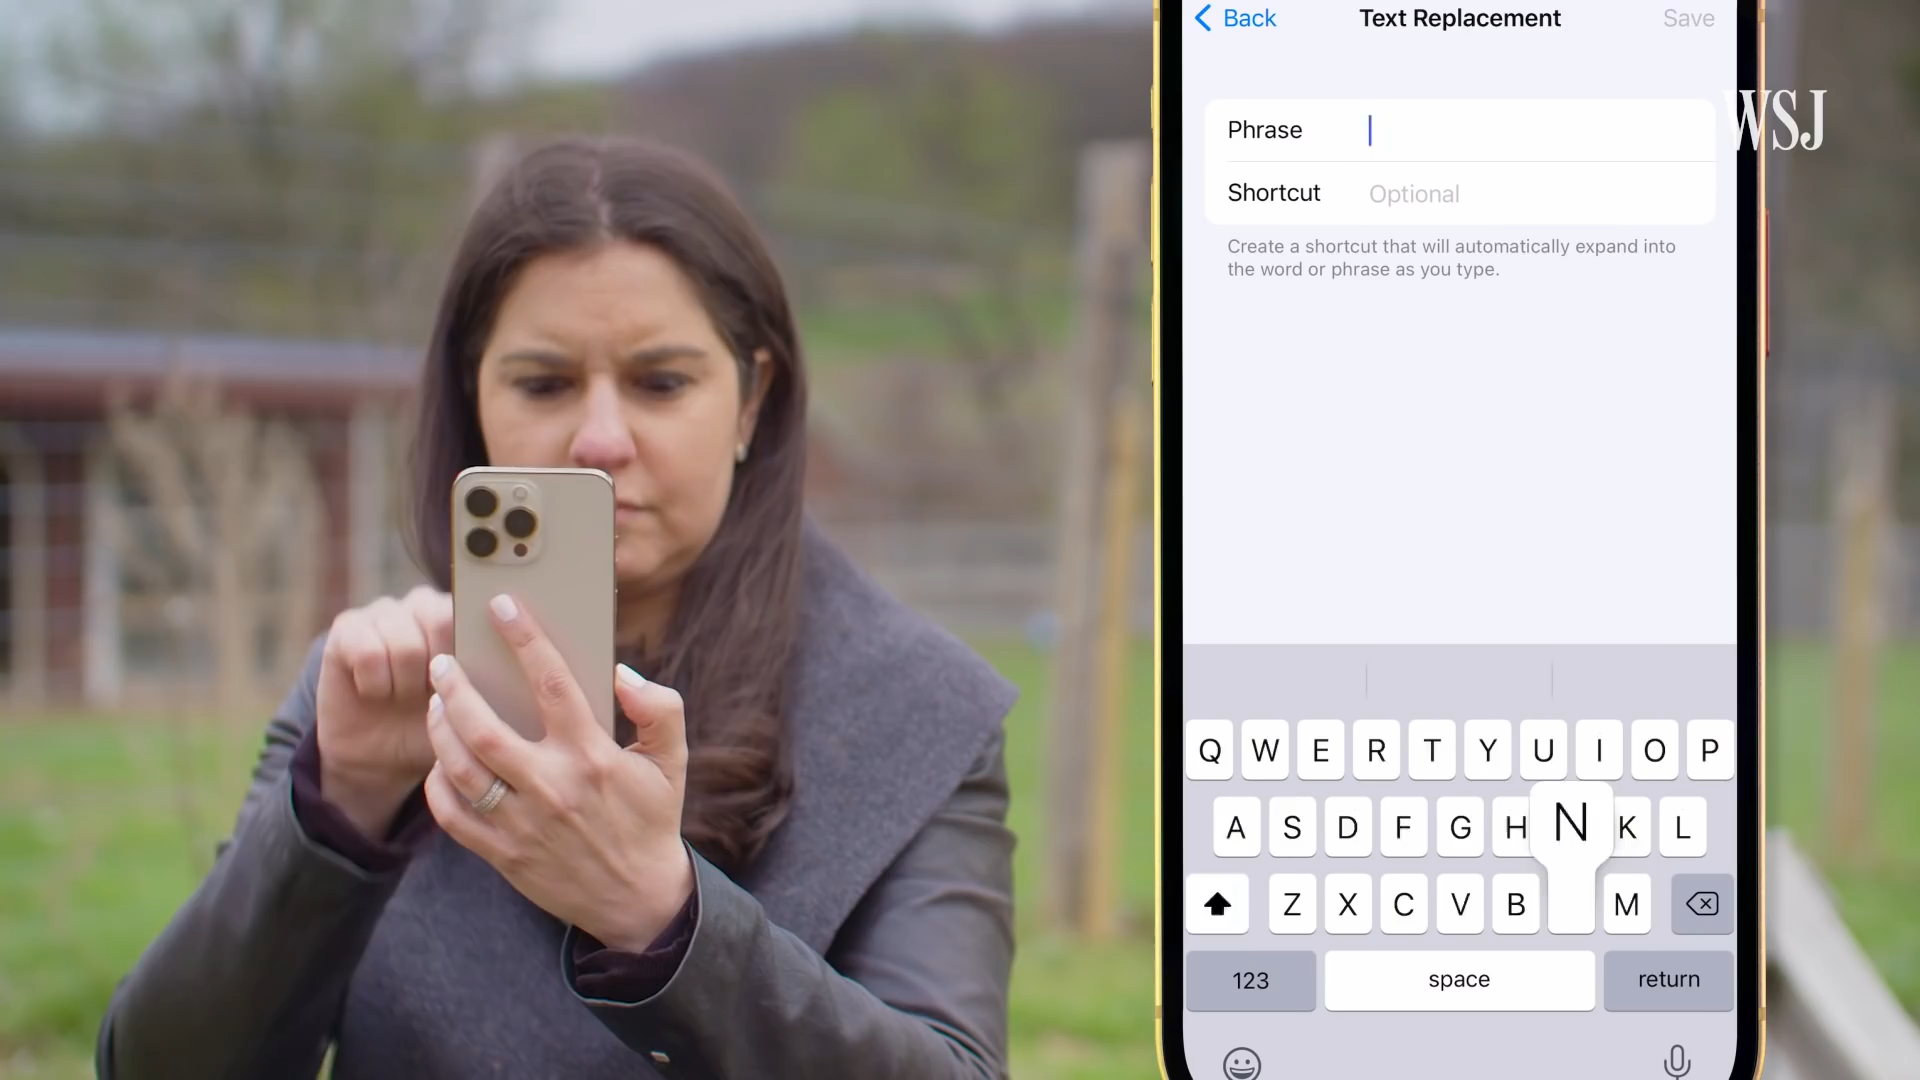 Back Text Replacement Save
WSJ
Phrase
Shortcut Optional
Create a shortcut that will automatically expand into
the word or phrase as you type.
Q W E R T Y U I O P
A S D F G H N K L
Z X C V B M
123 space return